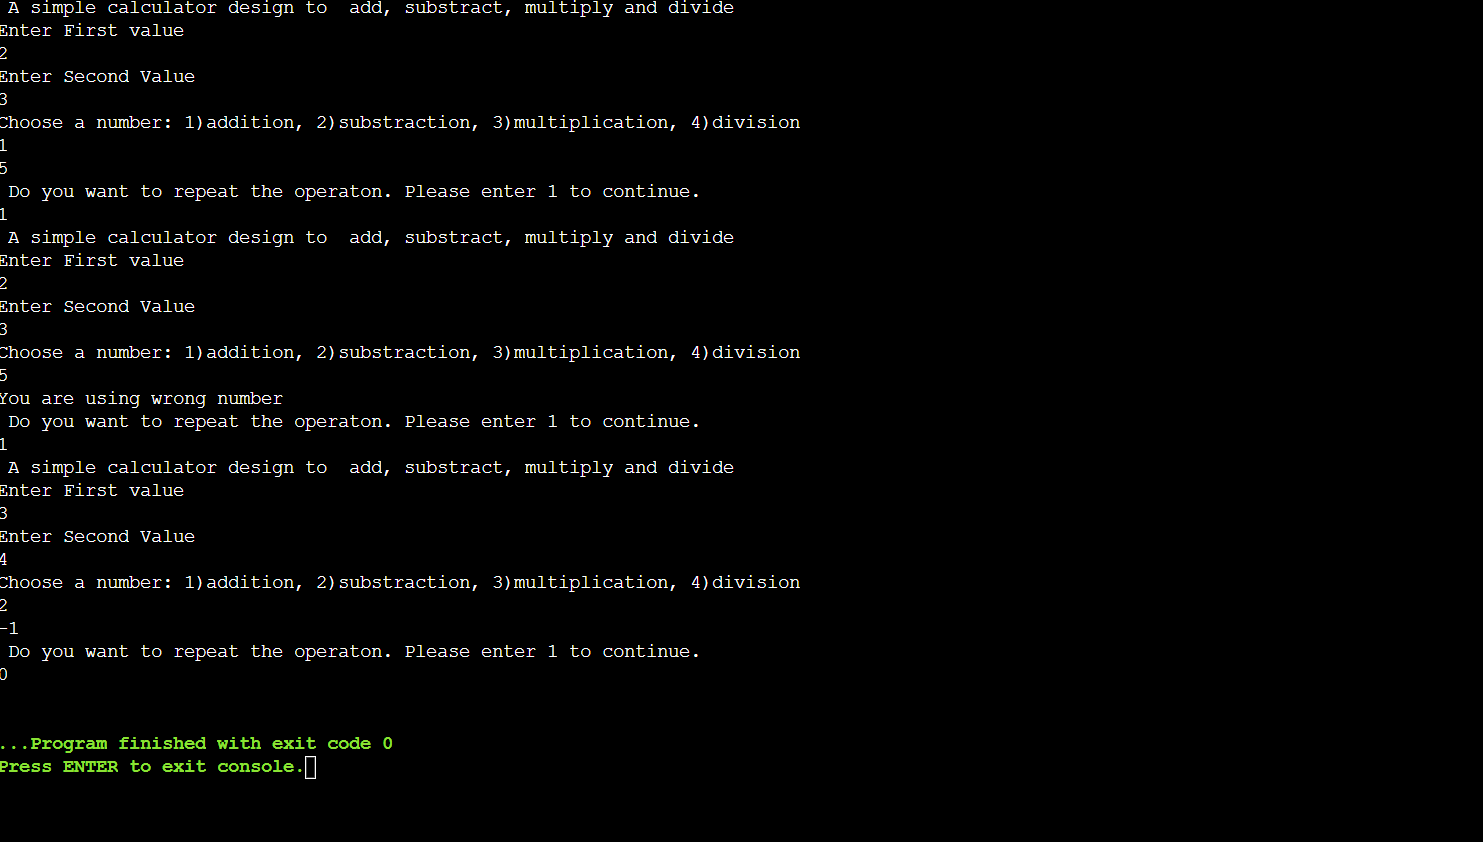 A simple calculator design to  add, substract, multiply and divide
Enter First value
2
Enter Second Value
3
Choose a number: 1)addition, 2)substraction, 3)multiplication, 4)division
1
5
Do you want to repeat the operaton. Please enter 1 to continue.
1
A simple calculator design to  add, substract, multiply and divide
Enter First value
2
Enter Second Value
3
Choose a number: 1)addition, 2)substraction, 3)multiplication, 4)division
5
You are using wrong number
Do you want to repeat the operaton. Please enter 1 to continue.
1
A simple calculator design to  add, substract, multiply and divide
Enter First value
3
Enter Second Value
4
Choose a number: 1)addition, 2)substraction, 3)multiplication, 4)division
2
-1
Do you want to repeat the operaton. Please enter 1 to continue.
0
...Program finished with exit code 0
Press ENTER to exit console.